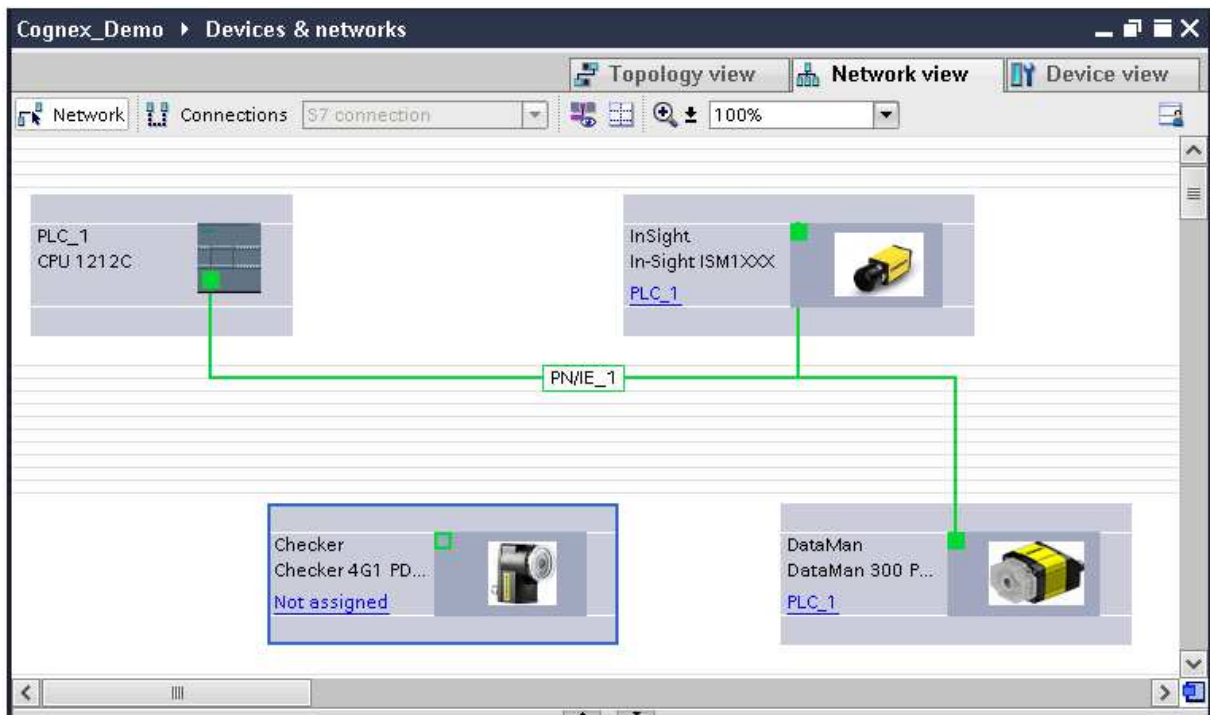 Cognex_Demo ▸ Devices & networks
Topology view Network view Device view
Network Connections S7 connection 100%
PLC_1
CPU 1212C
InSight
In-Sight ISM1XXX
PLC_1
PN/IE_1
Checker
Checker 4G1 PD...
Not assigned
DataMan
DataMan 300 P...
PLC_1